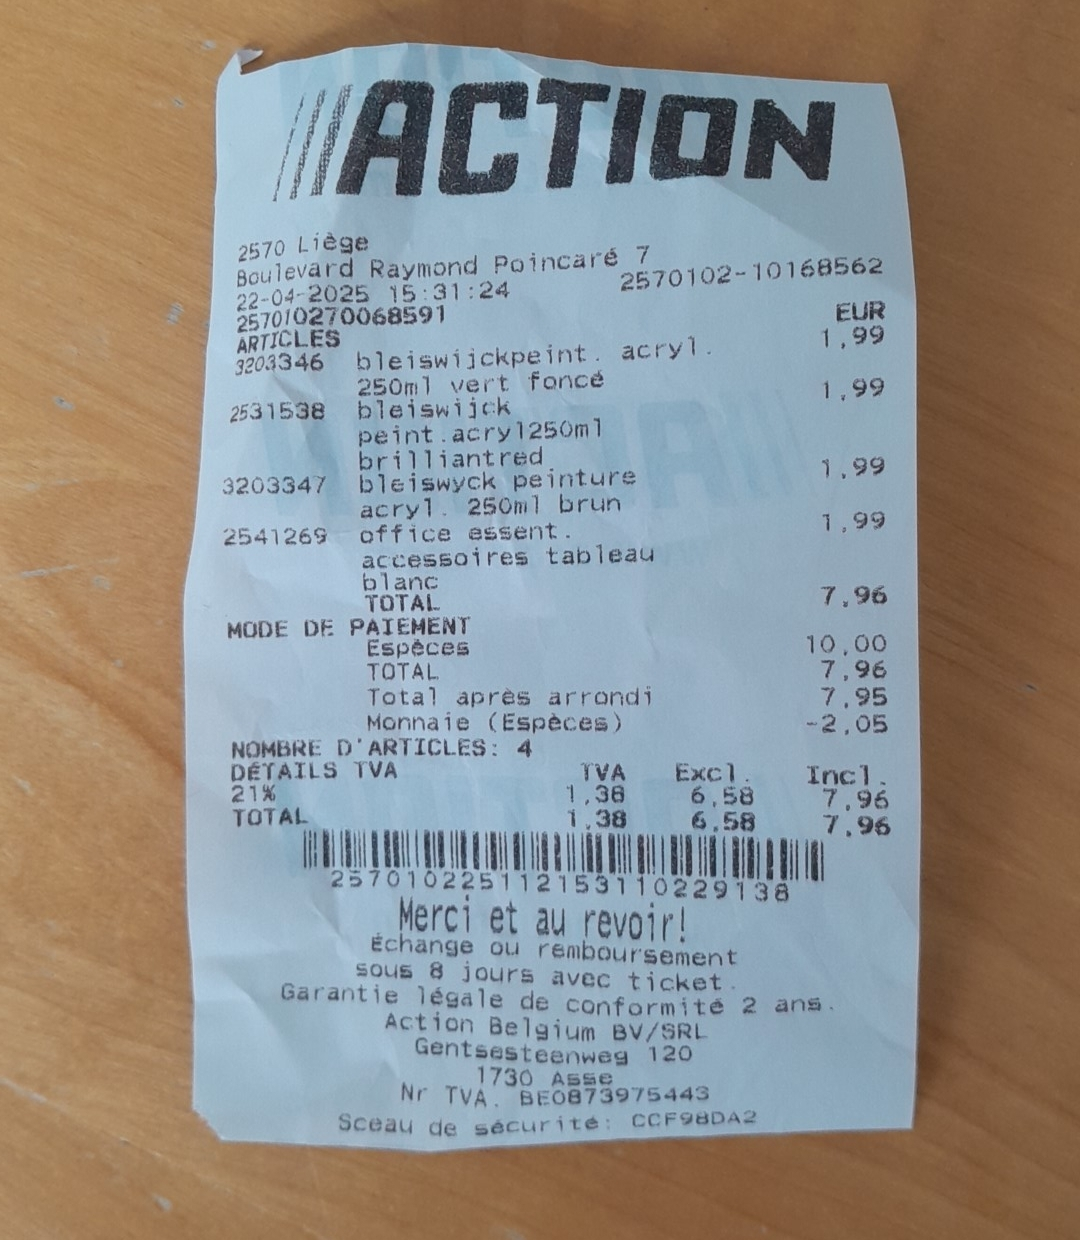 ACTION
2570 Liège
Boulevard Raymond Poincaré 7
22-04-2025 15:31:24 2570102-10168562
257010270068591
ARTICLES EUR
3203346 bleiswijckpeint. acryl. 1,99
250ml vert foncé
2531538 bleiswijck 1,99
peint.acryl250ml
brilliantred
3203347 bleiswyck peinture 1,99
acryl. 250ml brun
2541269 office essent. 1,99
accessoires tableau
blanc
TOTAL 7,96
MODE DE PAIEMENT
Espèces 10,00
TOTAL 7,96
Total après arrondi 7,95
Monnaie (Espèces) -2,05
NOMBRE D'ARTICLES: 4
DÉTAILS TVA TVA Excl. Incl.
21% 1,38 6,58 7,96
TOTAL 1,38 6,58 7,96
257010225112153110229138
Merci et au revoir!
Échange ou remboursement
sous 8 jours avec ticket.
Garantie légale de conformité 2 ans.
Action Belgium BV/SRL
Gentsesteenweg 120
1730 Asse
Nr TVA. BE0873975443
Sceau de sécurité: CCF98DA2